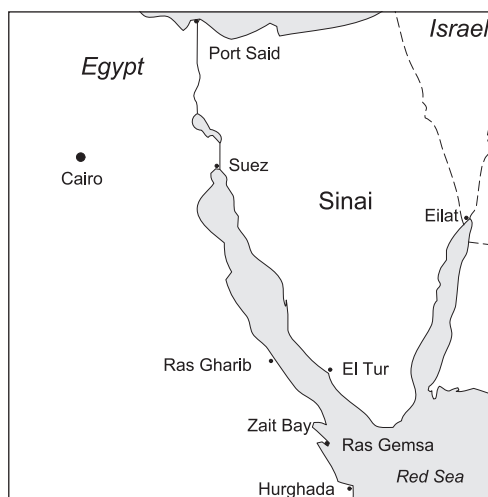 Israel
Egypt
Port Said
Cairo
Suez
Sinai
Eilat
Ras Gharib
El Tur
Zait Bay
Ras Gemsa
Hurghada
Red Sea